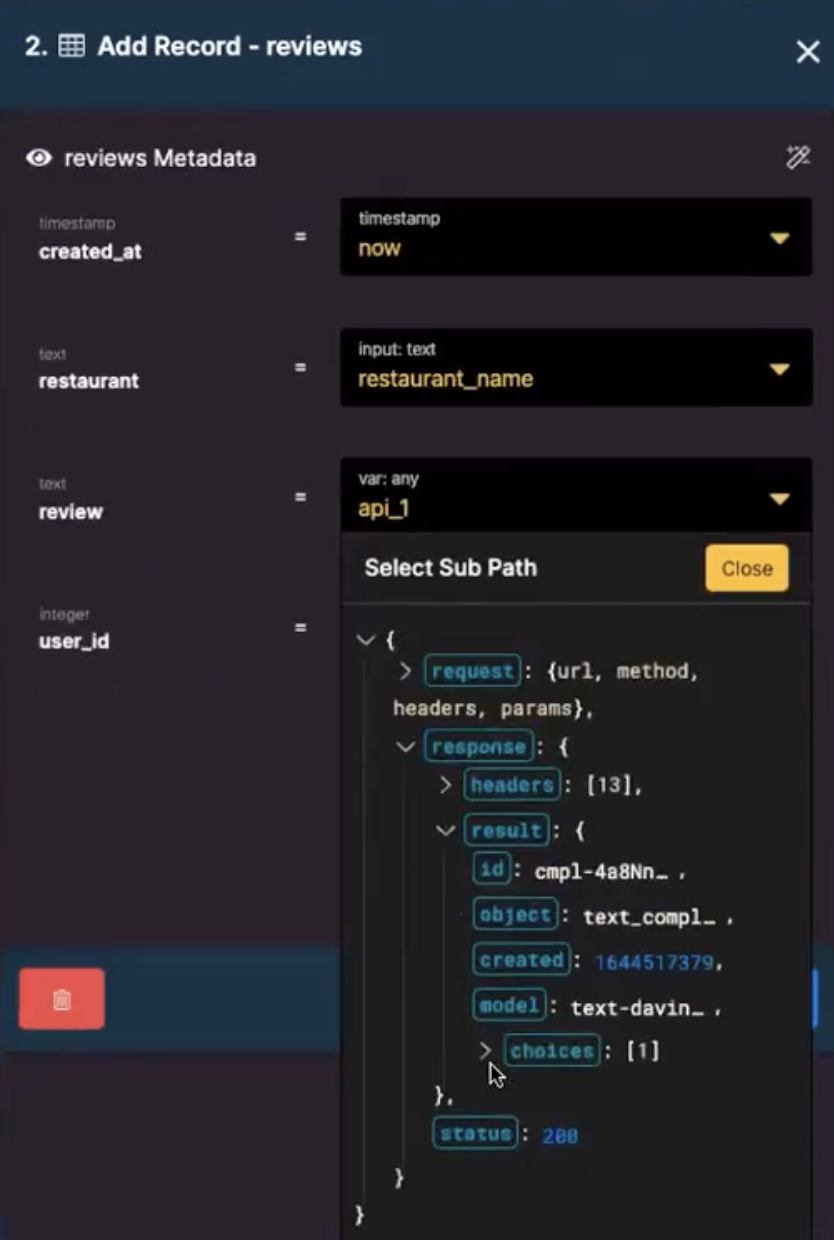 2. Add Record - reviews
reviews Metadata
timestamp
created_at
=
timestamp
now
text
restaurant
=
input: text
restaurant_name
text
review
=
var: any
api_1
Select Sub Path
Close
integer
user_id
=
{
request: {url, method,
headers, params},
response: {
headers: [13],
result: {
id: cmpl-4a8Nn… ,
object: text_compl… ,
created: 1644517379,
model: text-davin… ,
choices: [1]
},
status: 200
}
}